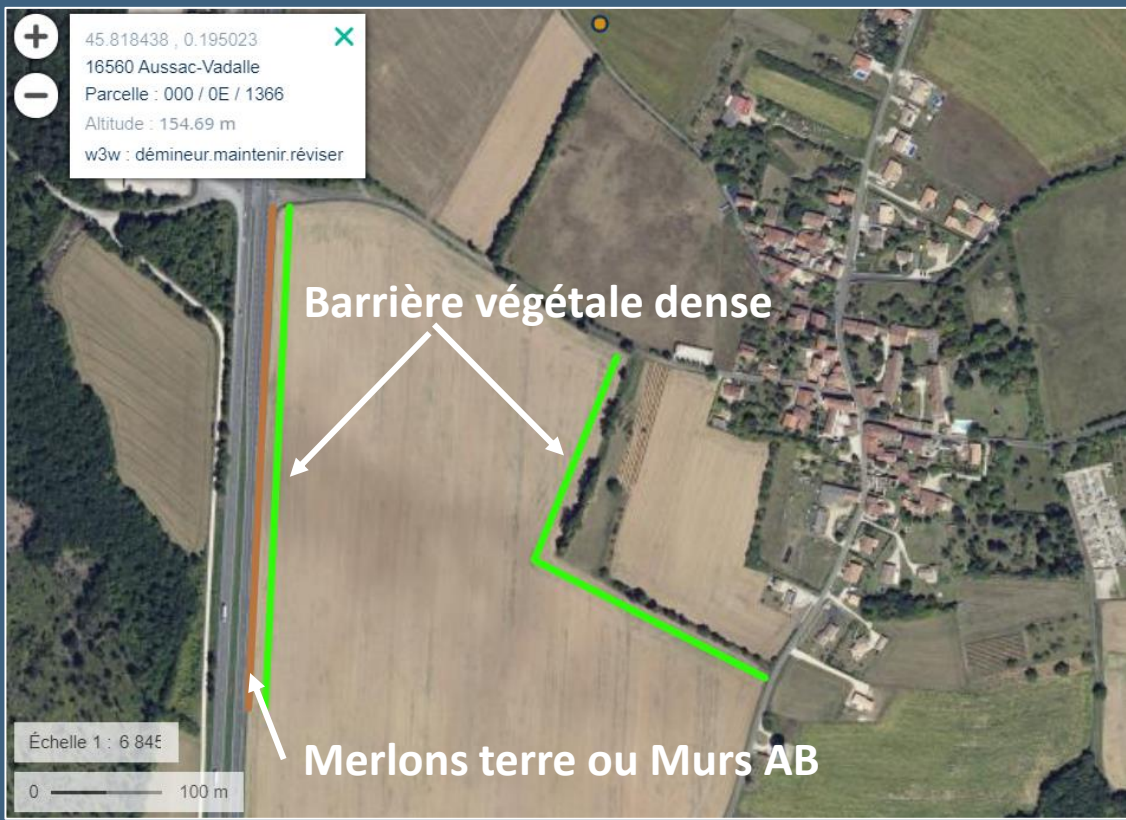 +
−
45.818438 , 0.195023
×
16560 Aussac-Vadalle
Parcelle : 000 / 0E / 1366
Altitude : 154.69 m
w3w : démineur.maintenir.réviser
Barrière végétale dense
Merlons terre ou Murs AB
Échelle 1 : 6 845
0 100 m